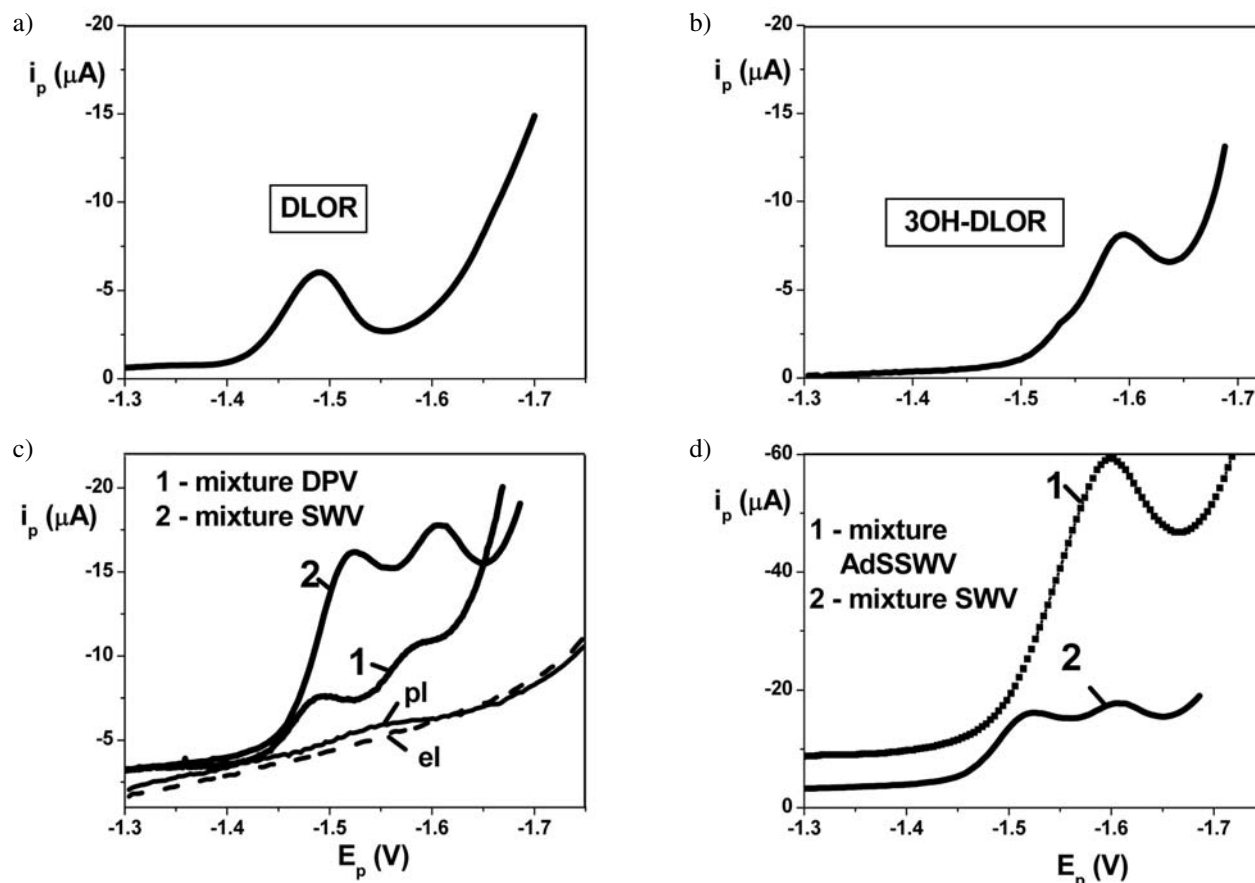 a)
-20
i_p (μA)
-15
-10
DLOR
-5
0
-1.3 -1.4 -1.5 -1.6 -1.7
b)
-20
i_p (μA)
-15
-10
3OH-DLOR
-5
0
-1.3 -1.4 -1.5 -1.6 -1.7
c)
1 - mixture DPV
-20
i_p (μA)
2 - mixture SWV
-15
2
-10
1
pl
-5
el
-1.3 -1.4 -1.5 -1.6 -1.7
E_p (V)
d)
-60
i_p (μA)
1
1 - mixture
AdSSWV
-40
2 - mixture SWV
2
-20
0
-1.3 -1.4 -1.5 -1.6 -1.7
E_p (V)